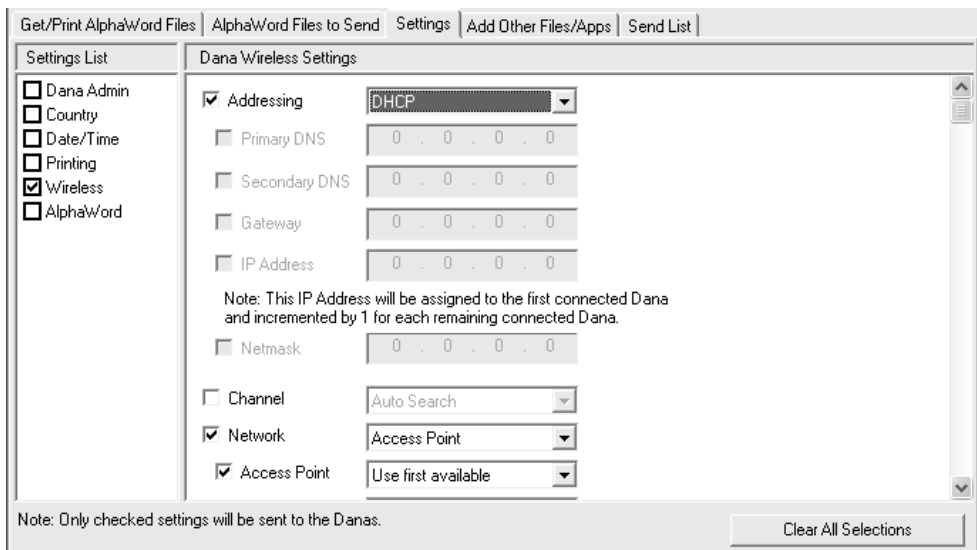 Get/Print AlphaWord Files AlphaWord Files to Send Settings Add Other Files/Apps Send List
Settings List
Dana Wireless Settings
Dana Admin
Country
Date/Time
Printing
Wireless
AlphaWord
Addressing DHCP
Primary DNS 0 . 0 . 0 . 0
Secondary DNS 0 . 0 . 0 . 0
Gateway 0 . 0 . 0 . 0
IP Address 0 . 0 . 0 . 0
Note: This IP Address will be assigned to the first connected Dana
and incremented by 1 for each remaining connected Dana.
Netmask 0 . 0 . 0 . 0
Channel Auto Search
Network Access Point
Access Point Use first available
Note: Only checked settings will be sent to the Danas.
Clear All Selections